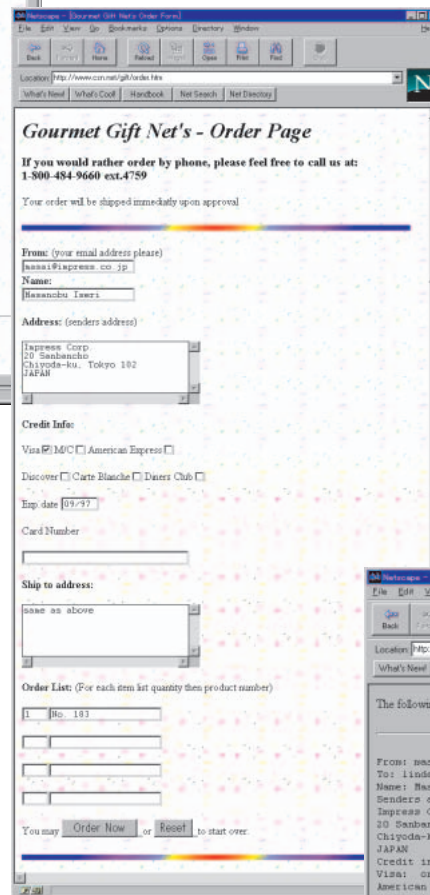 Netscape - [Gourmet Gift Net's Order Form]
File Edit View Go Bookmarks Options Directory Window
Back Forward Home Reload Images Open Print Find Stop
Location: http://www.csn.net/gift/order.htm
What's New! What's Cool! Handbook Net Search Net Directory
Gourmet Gift Net's - Order Page
If you would rather order by phone, please feel free to call us at:
1-800-484-9660 ext.4759
Your order will be shipped immediatly upon approval
From: (your email address please)
masai@impress.co.jp
Name:
Address: (senders address)
Impress Corp.
20 Sanbancho
Chiyoda-ku, Tokyo 102
JAPAN
Credit Info:
Visa M/C American Express
Discover Carte Blanche Diners Club
Exp. date 09/97
Card Number
Ship to address:
same as above
Order List: (For each item list quantity then product number)
1 No. 183
You may Order Now or Reset to start over.
Netscape -
File Edit V
Back
Location: http:
What's New!
The followi
From: mas
To: linda
Name: Mas
Senders a
Impress C
20 Sanban
Chiyoda-k
JAPAN
Credit in
Visa: on
American